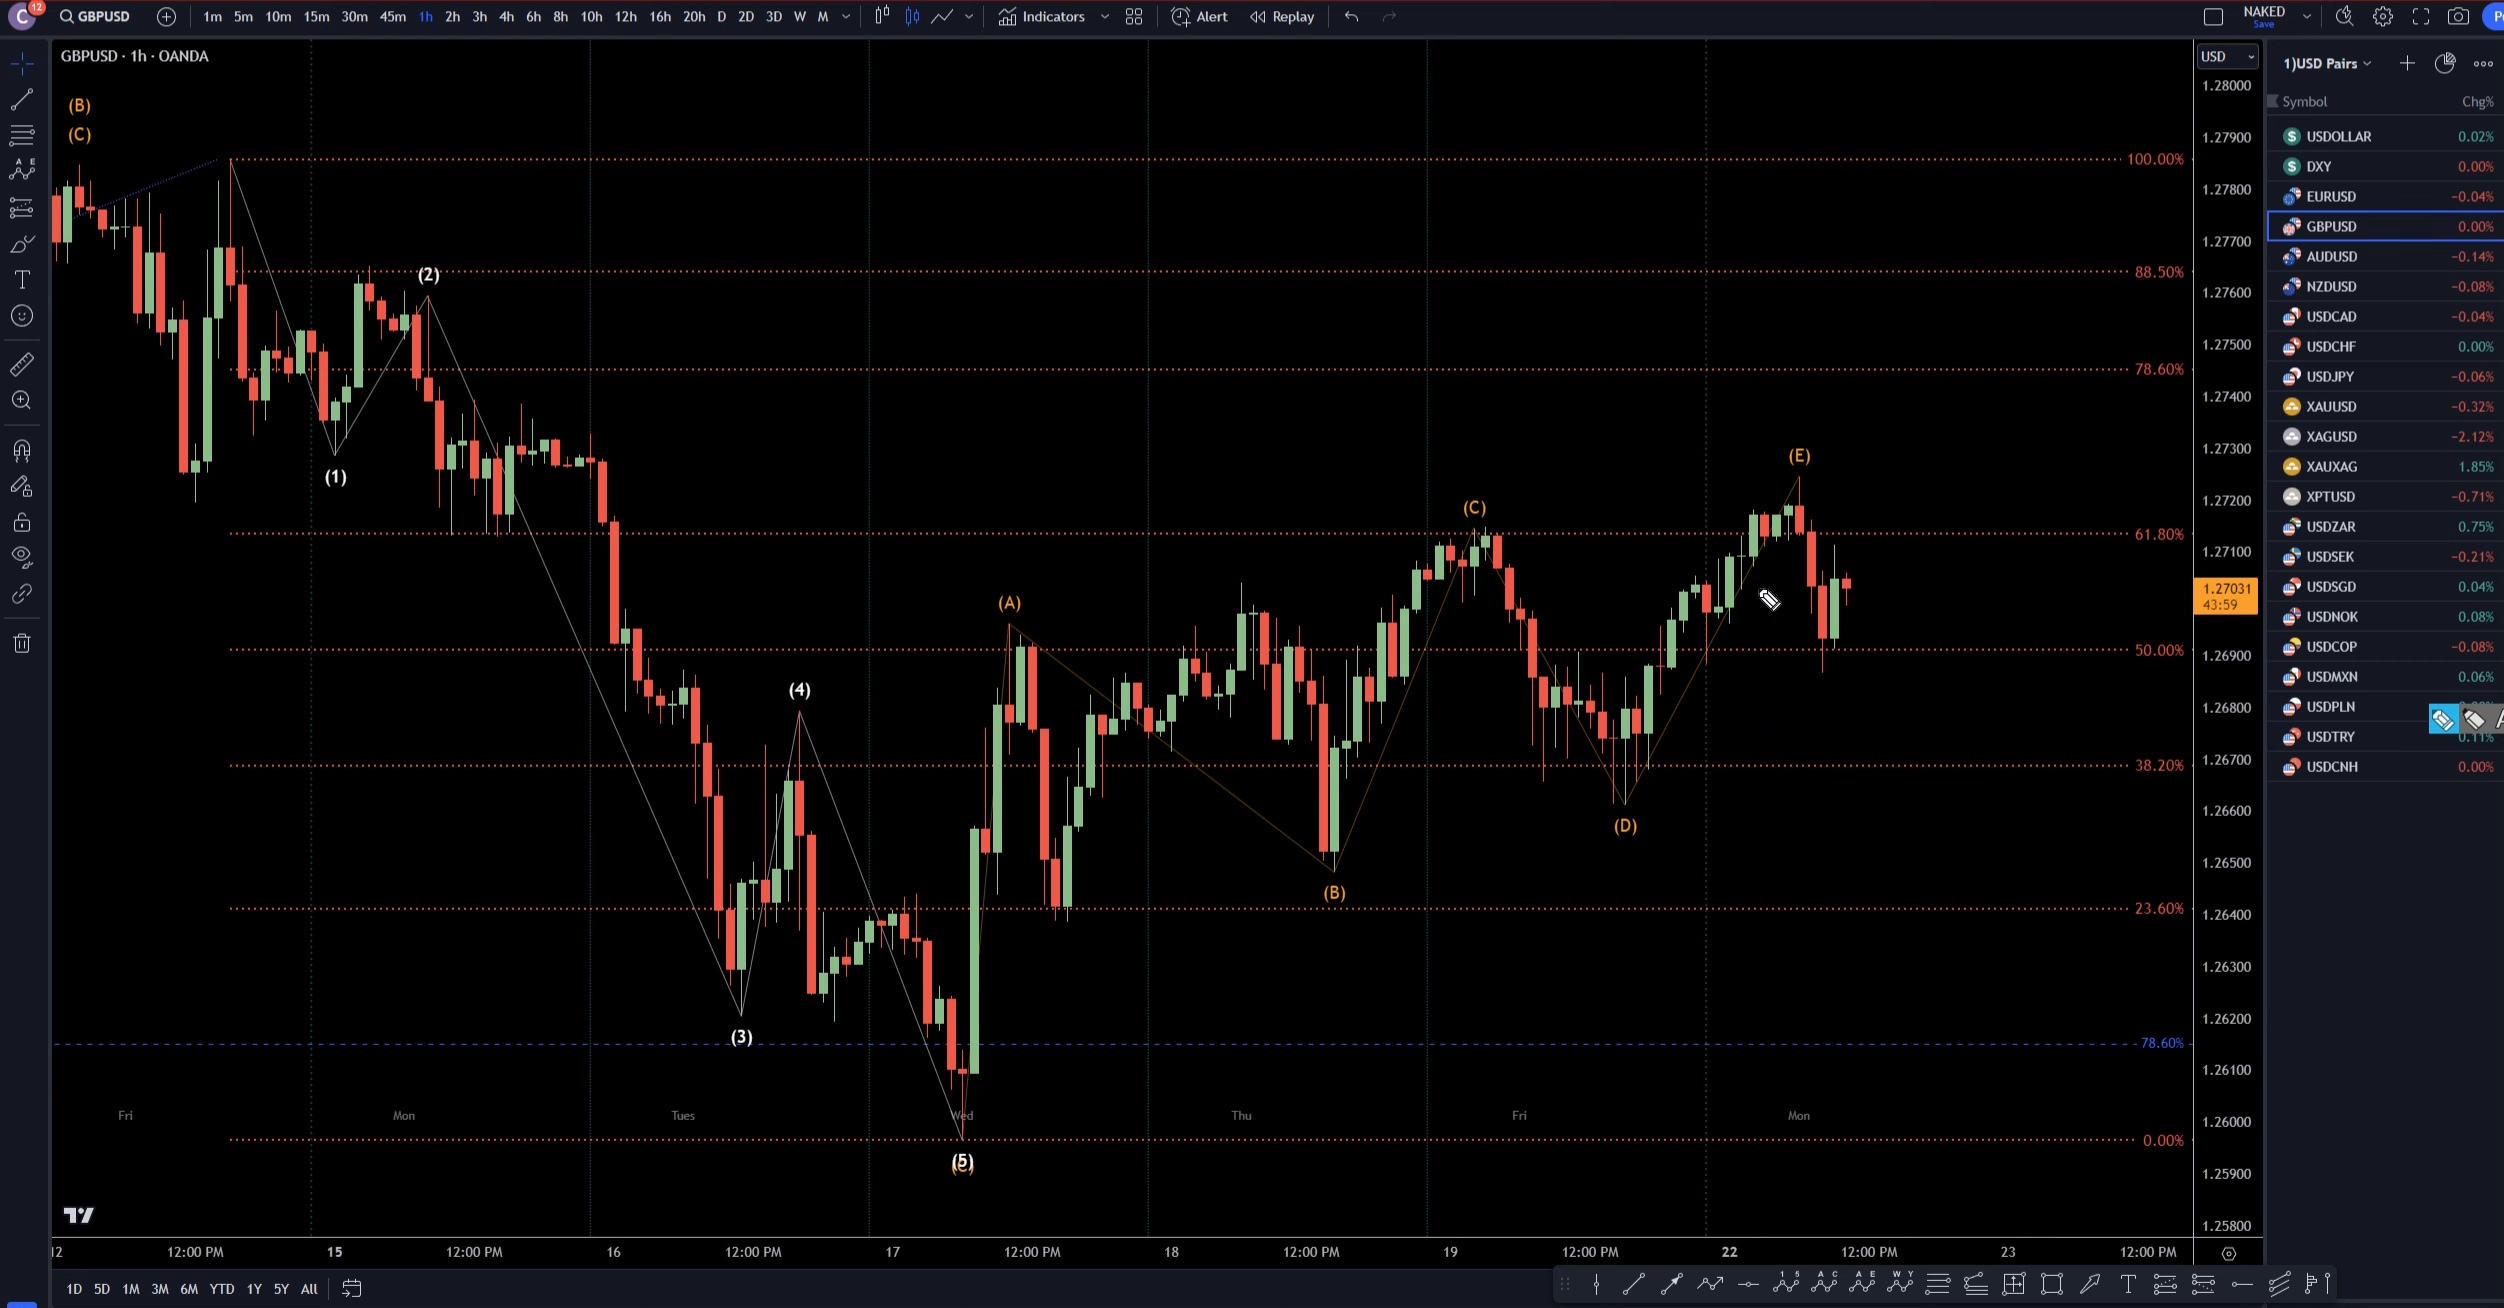 C 12 GBPUSD 1m 5m 10m 15m 30m 45m 1h 2h 3h 4h 6h 8h 10h 12h 16h 20h D 2D 3D W M Indicators Alert Replay NAKED
Save
GBPUSD · 1h · OANDA
USD
1)USD Pairs
Symbol Chg%
(B)
(C)
(1)
(2)
(3)
(4)
(5)
(A)
(B)
(C)
(D)
(E)
100.00%
88.50%
78.60%
61.80%
50.00%
38.20%
23.60%
78.60%
0.00%
1.28000
1.27900
1.27800
1.27700
1.27600
1.27500
1.27400
1.27300
1.27200
1.27100
1.27031
43:59
1.26900
1.26800
1.26700
1.26600
1.26500
1.26400
1.26300
1.26200
1.26100
1.26000
1.25900
1.25800
USDOLLAR 0.02%
DXY 0.00%
EURUSD −0.04%
GBPUSD 0.00%
AUDUSD −0.14%
NZDUSD −0.08%
USDCAD −0.04%
USDCHF 0.00%
USDJPY −0.06%
XAUUSD −0.32%
XAGUSD −2.12%
XAUXAG 1.85%
XPTUSD −0.71%
USDZAR 0.75%
USDSEK −0.21%
USDSGD 0.04%
USDNOK 0.08%
USDCOP −0.08%
USDMXN 0.06%
USDPLN
USDTRY 0.11%
USDCNH 0.00%
Fri Mon Tues Wed Thu Fri Mon
12 12:00 PM 15 12:00 PM 16 12:00 PM 17 12:00 PM 18 12:00 PM 19 12:00 PM 22 12:00 PM 23 12:00 PM
1D 5D 1M 3M 6M YTD 1Y 5Y All